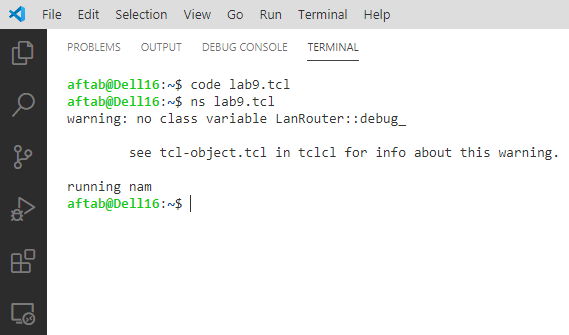 File Edit View Go Run Terminal Help
PROBLEMS OUTPUT DEBUG CONSOLE TERMINAL
aftab@Dell16:~$ code lab9.tcl
aftab@Dell16:~$ ns lab9.tcl
warning: no class variable LanRouter::debug_
see tcl-object.tcl in tclcl for info about this warning.
running nam
aftab@Dell16:~$